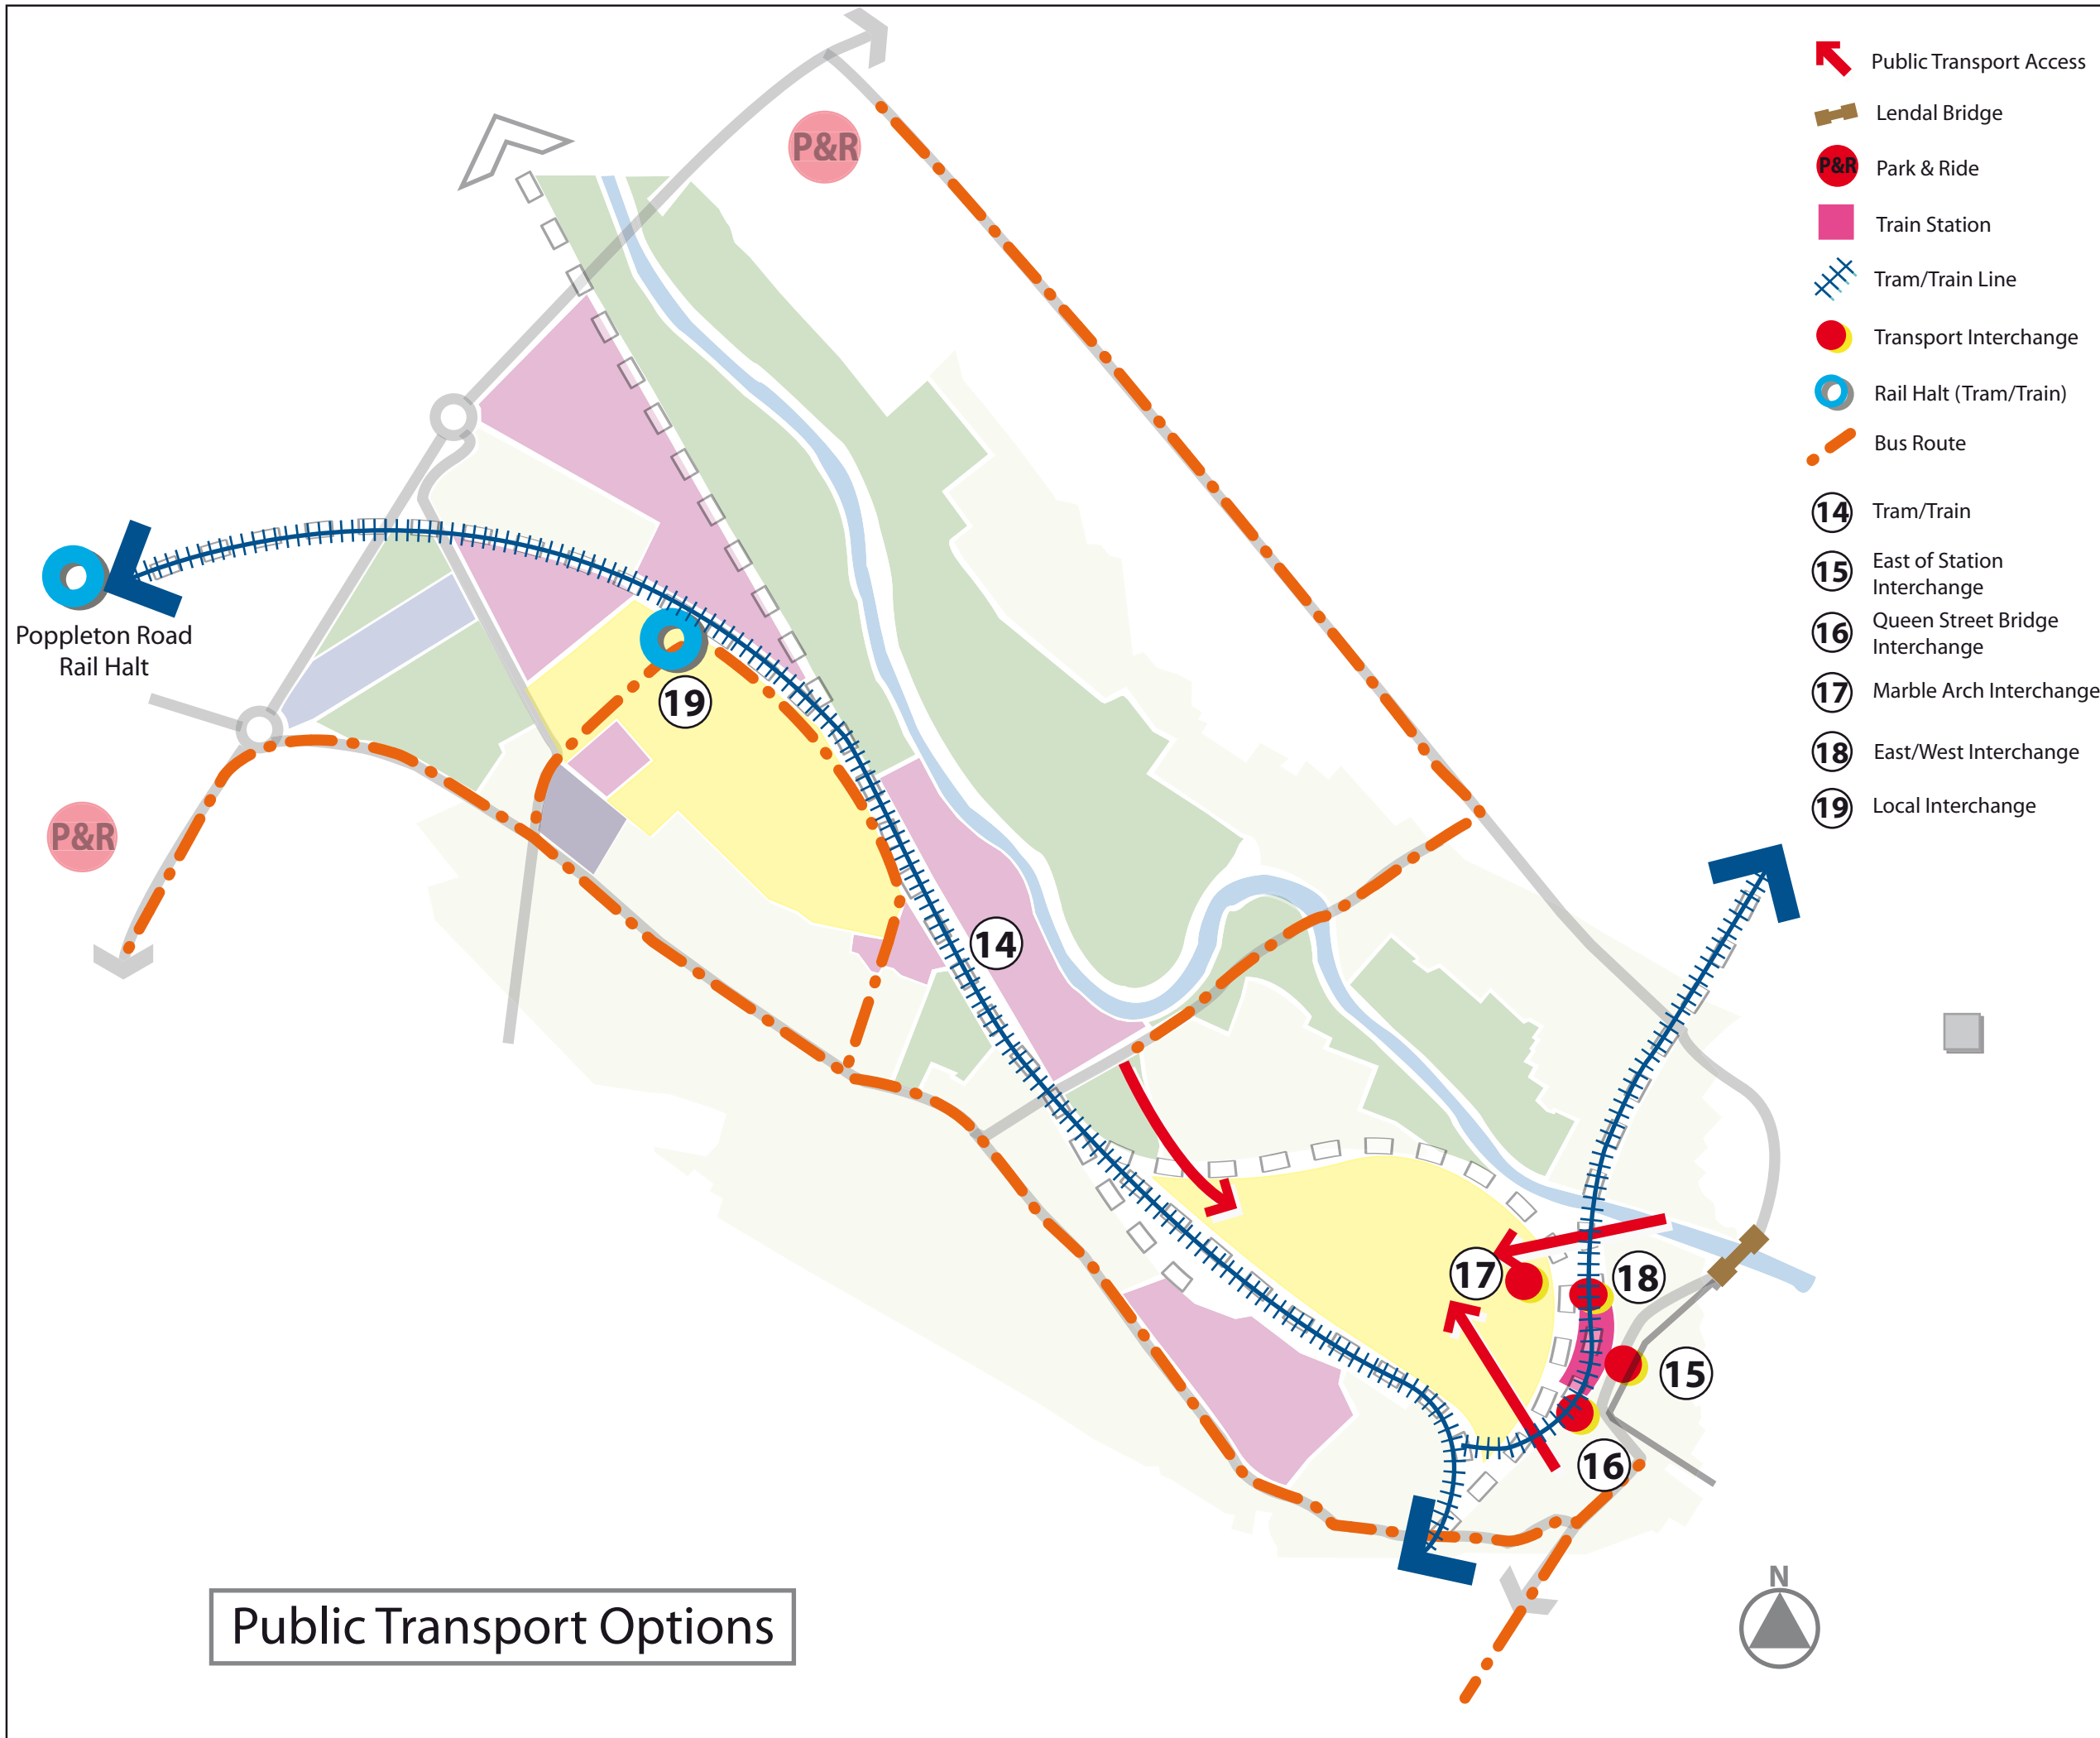 P&R
Public Transport Access
Lendal Bridge
P&R
Park & Ride
Train Station
Tram/Train Line
Transport Interchange
Rail Halt (Tram/Train)
Bus Route
14
Tram/Train
15
East of Station
Interchange
16
Queen Street Bridge
Interchange
17
Marble Arch Interchange
18
East/West Interchange
19
Local Interchange
Poppleton Road
Rail Halt
19
P&R
14
17
18
15
16
Public Transport Options
N